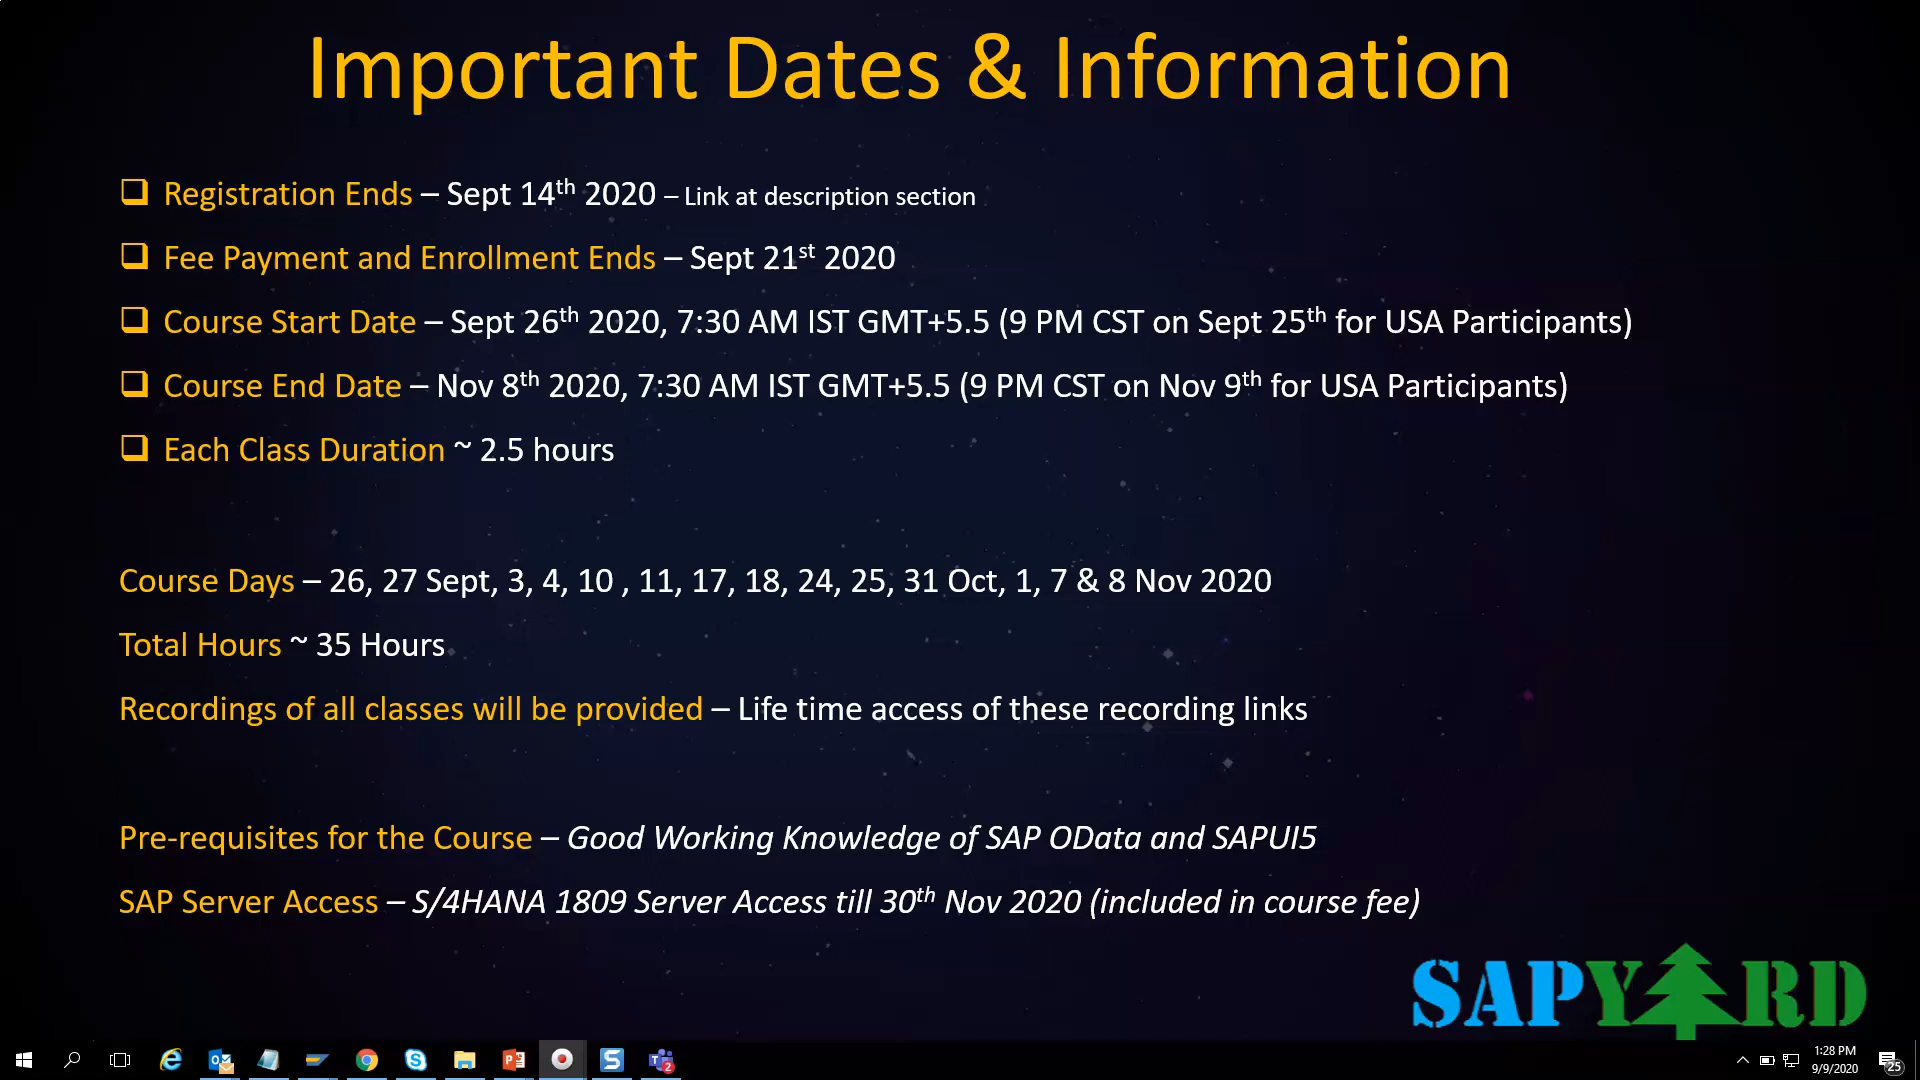 Important Dates & Information
Registration Ends – Sept 14th 2020 – Link at description section
Fee Payment and Enrollment Ends – Sept 21st 2020
Course Start Date – Sept 26th 2020, 7:30 AM IST GMT+5.5 (9 PM CST on Sept 25th for USA Participants)
Course End Date – Nov 8th 2020, 7:30 AM IST GMT+5.5 (9 PM CST on Nov 9th for USA Participants)
Each Class Duration ~ 2.5 hours
Course Days – 26, 27 Sept, 3, 4, 10 , 11, 17, 18, 24, 25, 31 Oct, 1, 7 & 8 Nov 2020
Total Hours ~ 35 Hours
Recordings of all classes will be provided – Life time access of these recording links
Pre-requisites for the Course – Good Working Knowledge of SAP OData and SAPUI5
SAP Server Access – S/4HANA 1809 Server Access till 30th Nov 2020 (included in course fee)
SAPYARD
1:28 PM
9/9/2020
25
2